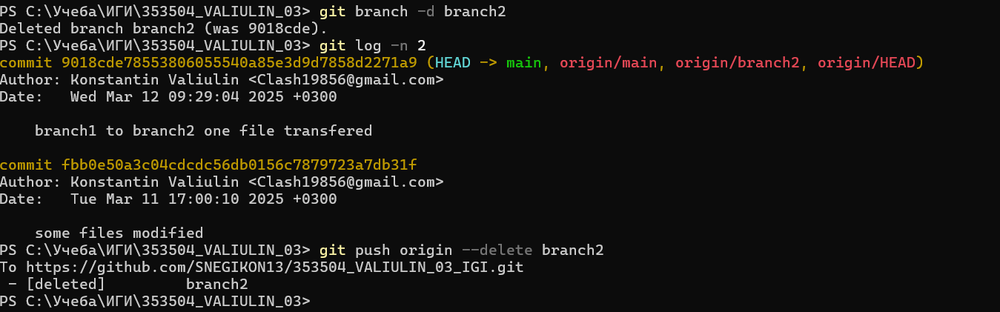 PS C:\Учеба\ИГИ\353504_VALIULIN_03> git branch -d branch2
Deleted branch branch2 (was 9018cde).
PS C:\Учеба\ИГИ\353504_VALIULIN_03> git log -n 2
commit 9018cde78553806055540a85e3d9d7858d2271a9 (HEAD -> main, origin/main, origin/branch2, origin/HEAD)
Author: Konstantin Valiulin <Clash19856@gmail.com>
Date:   Wed Mar 12 09:29:04 2025 +0300
    branch1 to branch2 one file transfered
commit fbb0e50a3c04cdcdc56db0156c7879723a7db31f
Author: Konstantin Valiulin <Clash19856@gmail.com>
Date:   Tue Mar 11 17:00:10 2025 +0300
    some files modified
PS C:\Учеба\ИГИ\353504_VALIULIN_03> git push origin --delete branch2
To https://github.com/SNEGIKON13/353504_VALIULIN_03_IGI.git
 - [deleted]         branch2
PS C:\Учеба\ИГИ\353504_VALIULIN_03>